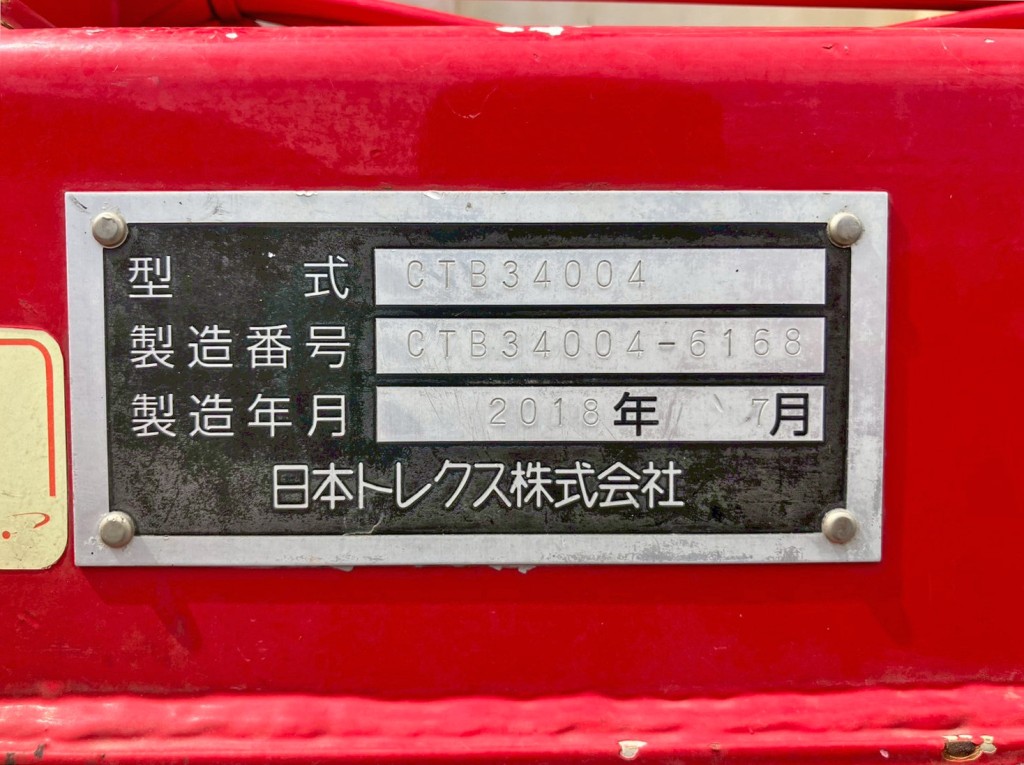 型式 CTB34004
製造番号 CTB34004-6168
製造年月 2018年 7月
日本トレクス株式会社